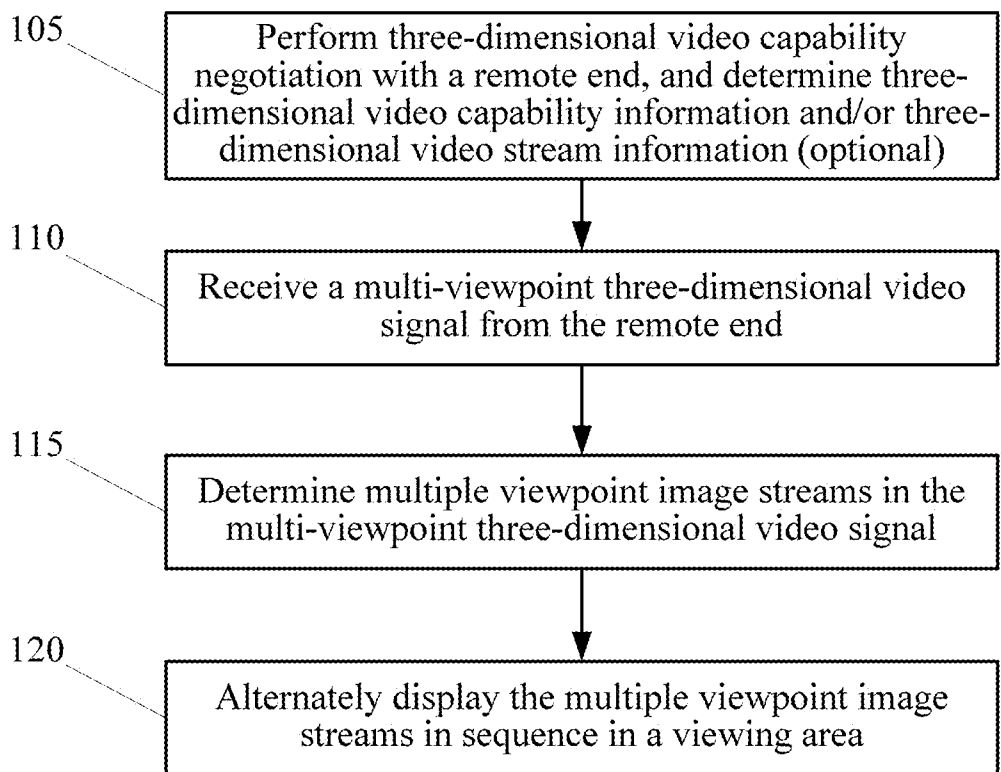 105
Perform three-dimensional video capability
negotiation with a remote end, and determine three-
dimensional video capability information and/or three-
dimensional video stream information (optional)
110
Receive a multi-viewpoint three-dimensional video
signal from the remote end
115
Determine multiple viewpoint image streams in the
multi-viewpoint three-dimensional video signal
120
Alternately display the multiple viewpoint image
streams in sequence in a viewing area